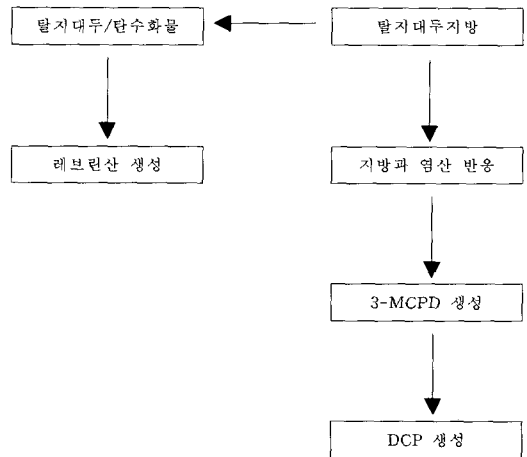 탈지대두/탄수화물
탈지대두지방
레브린산 생성
지방과 염산 반응
3-MCPD 생성
DCP 생성